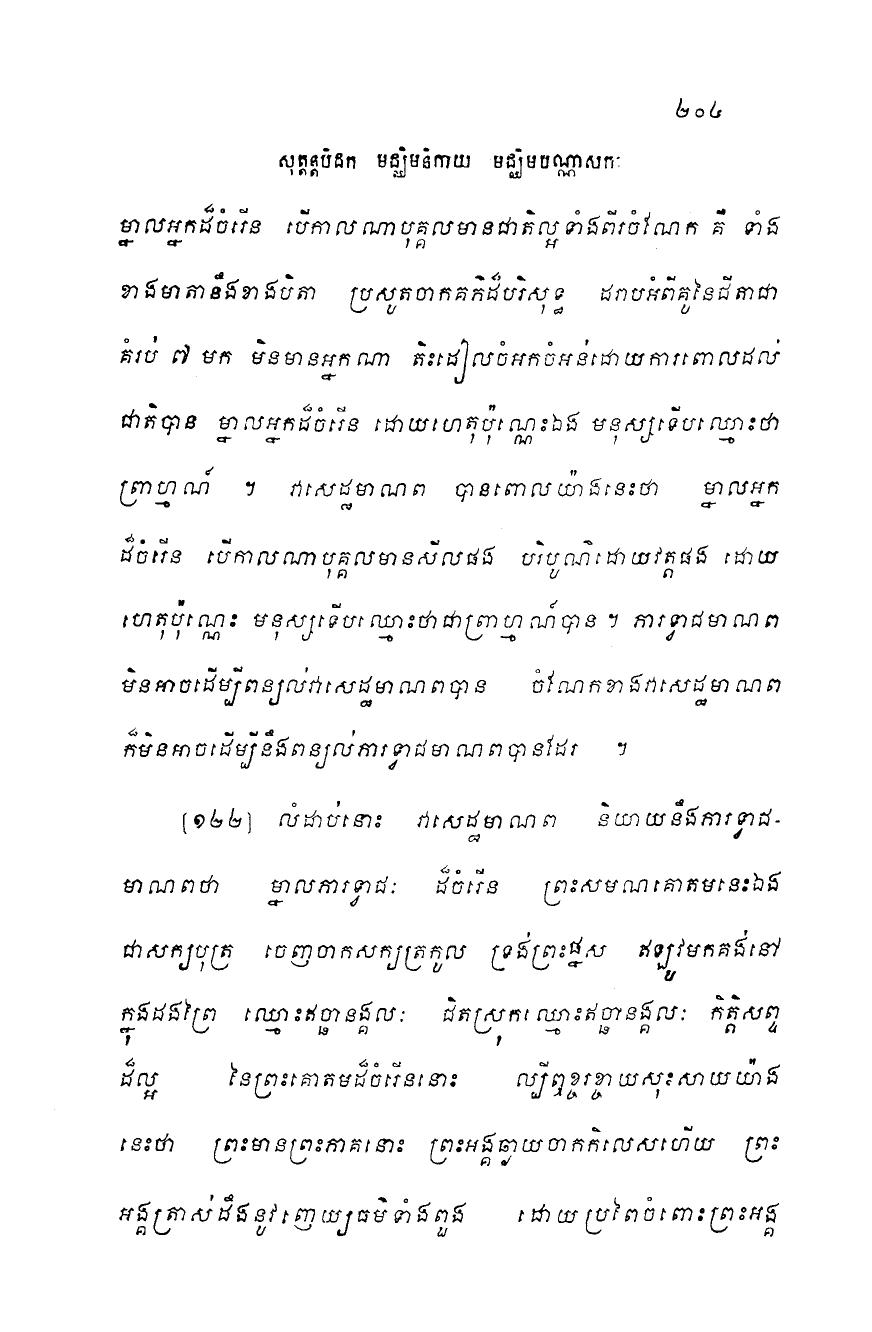 ២០៤
សុត្តន្តបិដក មជ្ឈិមនិកាយ មជ្ឈិមបណ្ណាសកៈ
ម្នាលអ្នកដ៏ចំរើន បើកាលណាបុគ្គលមានជាតិល្អទាំងពីរចំណែក គឺ ទាំង
ខាងមាតានឹងខាងបិតា ប្រសូតចាកគភ៌ដ៏បរិសុទ្ធ ដរាបអំពីគូនៃជីតាជា
គំរប់ ៧ មក មិនមានអ្នកណា តិះដៀលចំអកចំអន់ដោយការពោលដល់
ជាតិបាន ម្នាលអ្នកដ៏ចំរើន ដោយហេតុប៉ុណ្ណេះឯង មនុស្សទើបឈ្មោះថា
ព្រាហ្មណ៍ ។ វាសេដ្ឋមាណព បានពោលយ៉ាងនេះថា ម្នាលអ្នក
ដ៏ចំរើន បើកាលណាបុគ្គលមានសីលផង បរិបូណ៌ដោយវត្តផង ដោយ
ហេតុប៉ុណ្ណេះ មនុស្សទើបឈ្មោះថាជាព្រាហ្មណ៍បាន ។ ភារទ្វាជមាណព
មិនអាចដើម្បីពន្យល់វាសេដ្ឋមាណពបាន ចំណែកខាងវាសេដ្ឋមាណព
ក៏មិនអាចដើម្បីនឹងពន្យល់ភារទ្វាជមាណពបានដែរ ។
[១២២] លំដាប់នោះ វាសេដ្ឋមាណព និយាយនឹងភារទ្វាជ-
មាណពថា ម្នាលភារទ្វាជៈ ដ៏ចំរើន ព្រះសមណគោតមនេះឯង
ជាសក្យបុត្រ ចេញចាកសក្យត្រកូល ទ្រង់ព្រះផ្នួស ឥឡូវមកគង់នៅ
ក្នុងដងព្រៃ ឈ្មោះឥច្ឆានង្គលៈ ជិតស្រុកឈ្មោះឥច្ឆានង្គលៈ កិត្តិសព្ទ
ដ៏ល្អ នៃព្រះគោតមដ៏ចំរើននោះ ល្បីឮខ្ចរខ្ចាយសុះសាយយ៉ាង
នេះថា ព្រះមានព្រះភាគនោះ ព្រះអង្គឆ្ងាយចាកកិលេសហើយ ព្រះ
អង្គត្រាស់ដឹងនូវញេយ្យធម៌ទាំងពួង ដោយប្រពៃចំពោះព្រះអង្គ